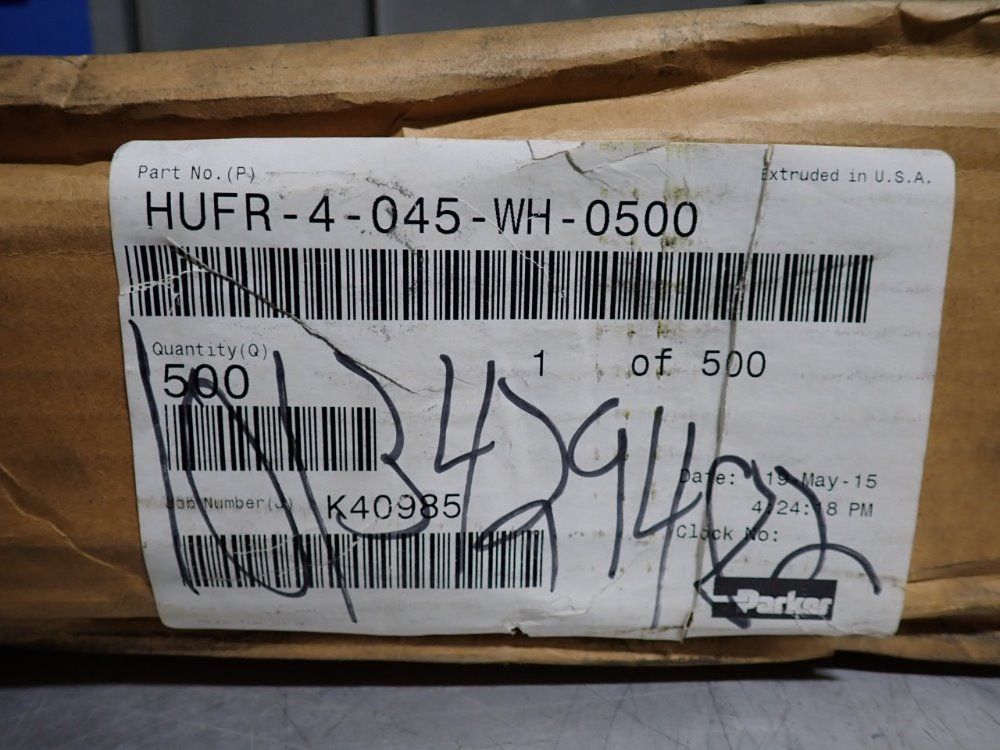 Part No.(P)
Extruded in U.S.A.
HUFR-4-045-WH-0500
Quantity(Q)
500
1 of 500
Job Number(J)
K40985
Date: 19-May-15
4:24:18 PM
Clock No:
Parker